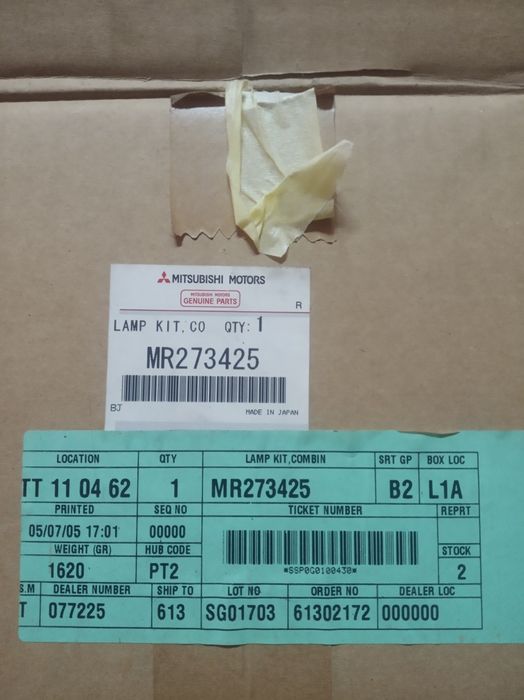 MITSUBISHI MOTORS
MITSUBISHI MOTORS
GENUINE PARTS
R
LAMP KIT,CO QTY:1
MR273425
BJ
MADE IN JAPAN
LOCATION QTY LAMP KIT,COMBIN SRT GP BOX LOC
TT 11 04 62 1 MR273425 B2 L1A
PRINTED SEQ NO TICKET NUMBER REPRT
05/07/05 17:01 00000
WEIGHT (GR) HUB CODE STOCK
1620 PT2 *SSP0G0100430* 2
S.M DEALER NUMBER SHIP TO LOT NO ORDER NO DEALER LOC
T 077225 613 SG01703 61302172 000000